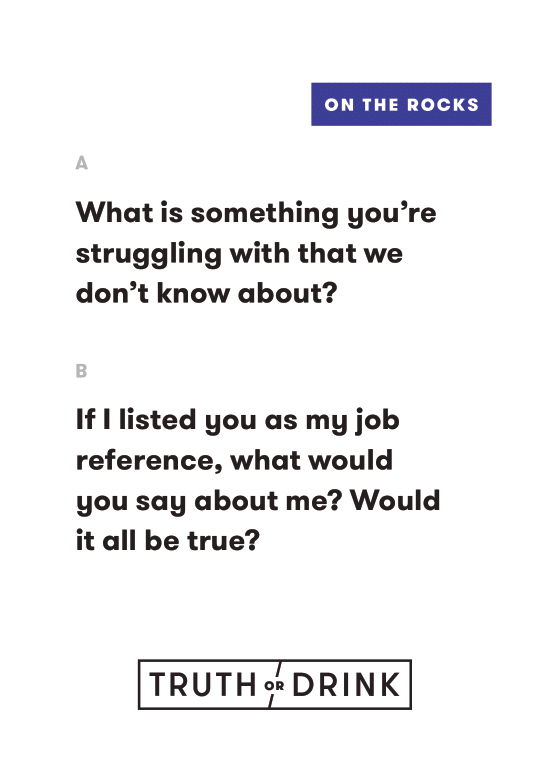 ON THE ROCKS
A
What is something you’re
struggling with that we
don’t know about?
B
If I listed you as my job
reference, what would
you say about me? Would
it all be true?
TRUTH OR DRINK